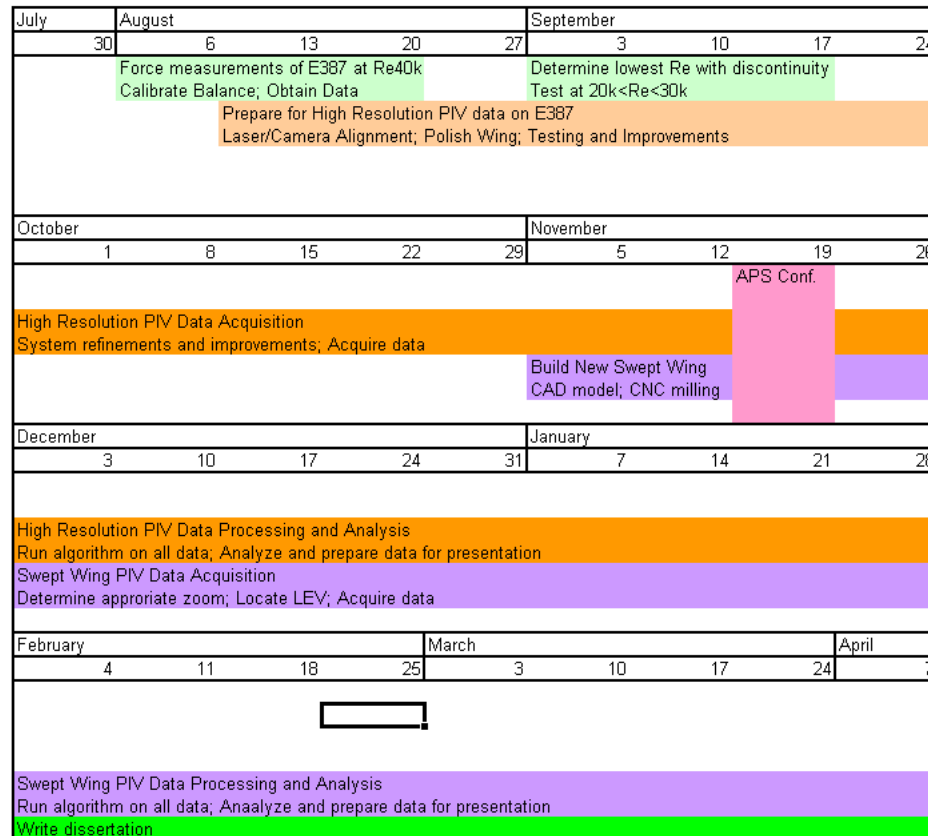 July August September
30 6 13 20 27 3 10 17 24
Force measurements of E387 at Re40k Determine lowest Re with discontinuity
Calibrate Balance; Obtain Data Test at 20k<Re<30k
Prepare for High Resolution PIV data on E387
Laser/Camera Alignment; Polish Wing; Testing and Improvements
October November
1 8 15 22 29 5 12 19 26
APS Conf.
High Resolution PIV Data Acquisition
System refinements and improvements; Acquire data
Build New Swept Wing
CAD model; CNC milling
December January
3 10 17 24 31 7 14 21 28
High Resolution PIV Data Processing and Analysis
Run algorithm on all data; Analyze and prepare data for presentation
Swept Wing PIV Data Acquisition
Determine approriate zoom; Locate LEV; Acquire data
February March April
4 11 18 25 3 10 17 24 7
Swept Wing PIV Data Processing and Analysis
Run algorithm on all data; Anaalyze and prepare data for presentation
Write dissertation